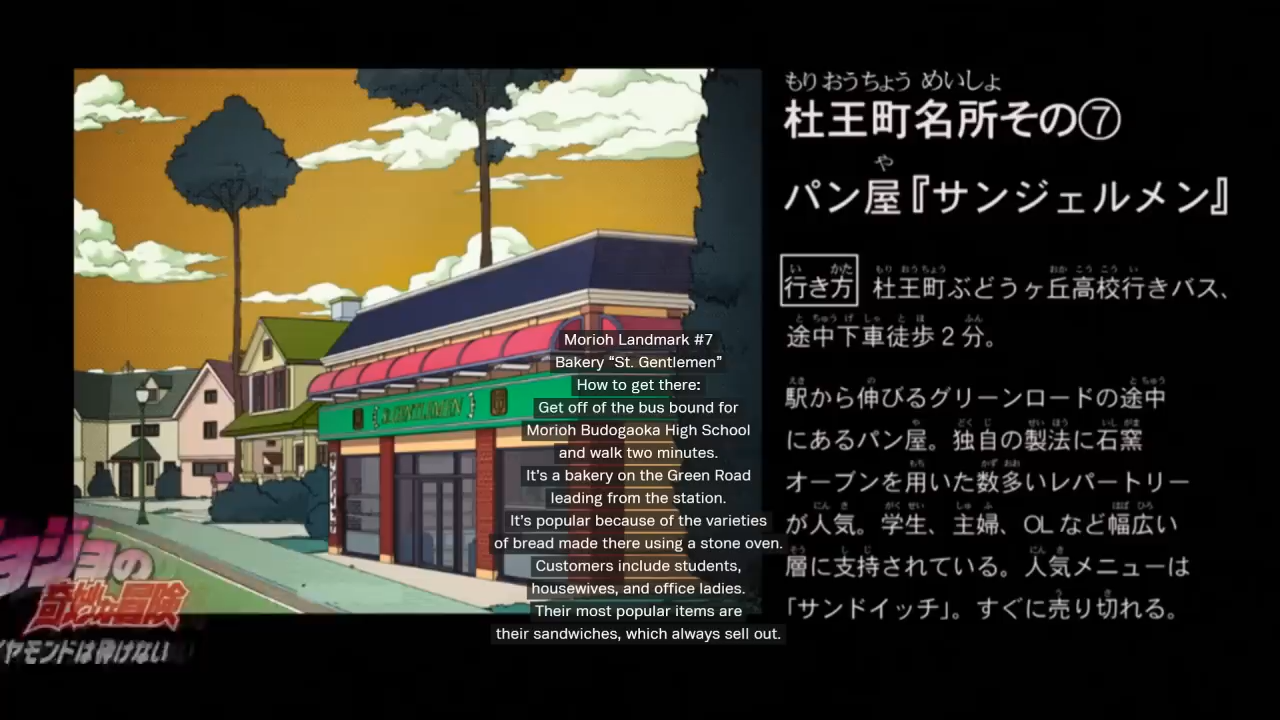 もりおうちょう めいしょ
杜王町名所その⑦
や
パン屋『サンジェルマン』
い かた もり おうちょう おか こう こう い
行き方 杜王町ぶどうヶ丘高校行きバス、
と ちゅう げ しゃ と ほ ふん
途中下車徒歩2分。
えき の と ちゅう
駅から伸びるグリーンロードの途中
や どく じ せい ほう いし がま
にあるパン屋。独自の製法に石窯
もち かず おお
オーブンを用いた数多いレパートリー
にん き がく せい しゅ ふ はば ひろ
が人気。学生、主婦、OLなど幅広い
そう し じ にん き
層に支持されている。人気メニューは
う き
「サンドイッチ」。すぐに売り切れる。
ST. GENTLEMEN
Morioh Landmark #7
Bakery “St. Gentlemen”
How to get there:
Get off of the bus bound for
Morioh Budogaoka High School
and walk two minutes.
It's a bakery on the Green Road
leading from the station.
It's popular because of the varieties
of bread made there using a stone oven.
Customers include students,
housewives, and office ladies.
Their most popular items are
their sandwiches, which always sell out.
ジョジョの
奇妙な冒険
ダイヤモンドは砕けない